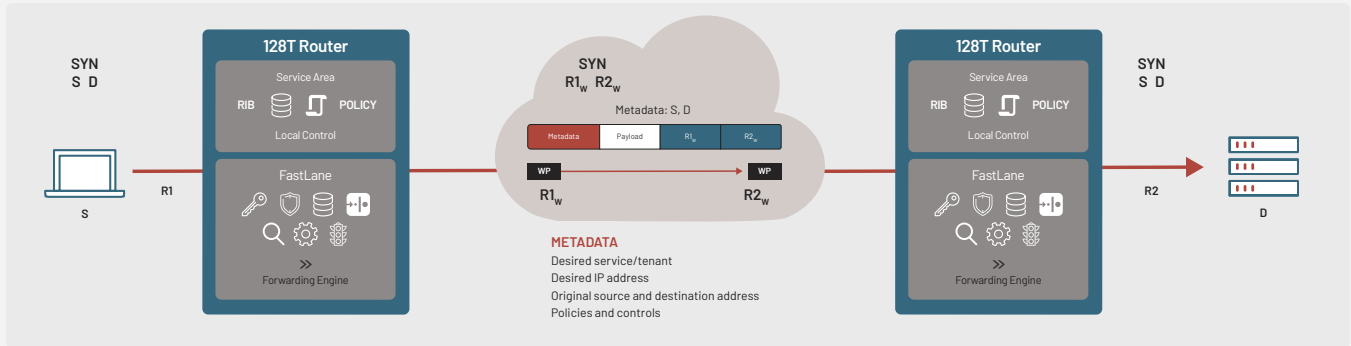 SYN
S D
S
R1
128T Router
Service Area
RIB
POLICY
Local Control
FastLane
Forwarding Engine
SYN
R1w R2w
Metadata: S, D
Metadata
Payload
R1w
R2w
WP
WP
R1w
R2w
METADATA
Desired service/tenant
Desired IP address
Original source and destination address
Policies and controls
128T Router
Service Area
RIB
POLICY
Local Control
FastLane
Forwarding Engine
SYN
S D
R2
D